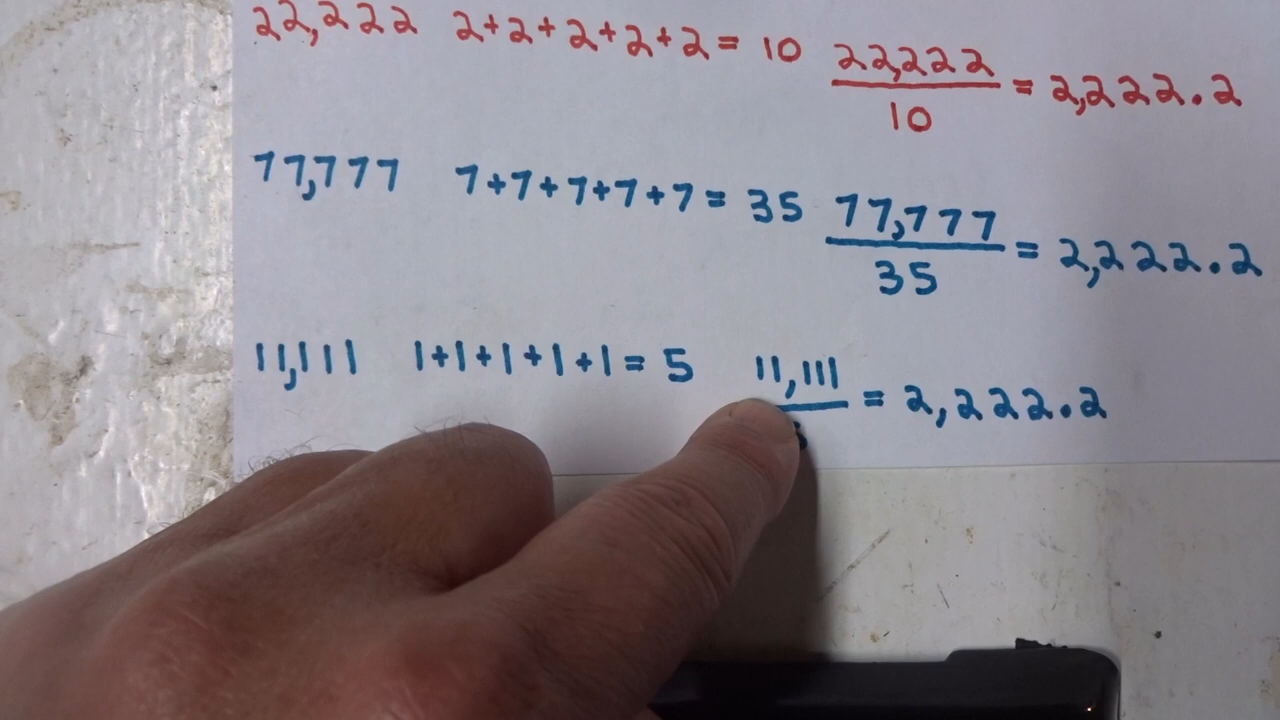 22,222 2+2+2+2+2= 10 22,222/10 = 2,222.2
77,777 7+7+7+7+7= 35 77,777/35 = 2,222.2
11,111 1+1+1+1+1= 5 11,111/5 = 2,222.2